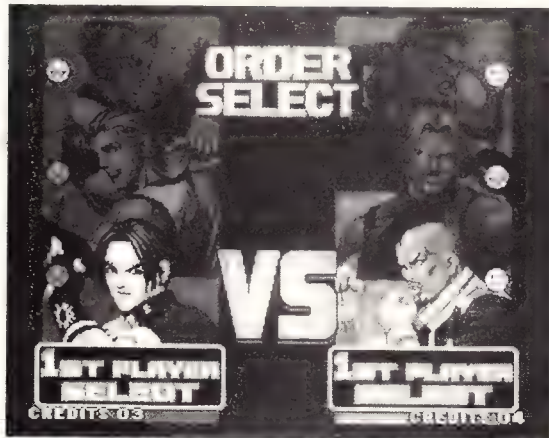 ORDER
SELECT
VS
1ST PLAYER
SELECT
1ST PLAYER
SELECT
CREDITS 03
CREDITS 04